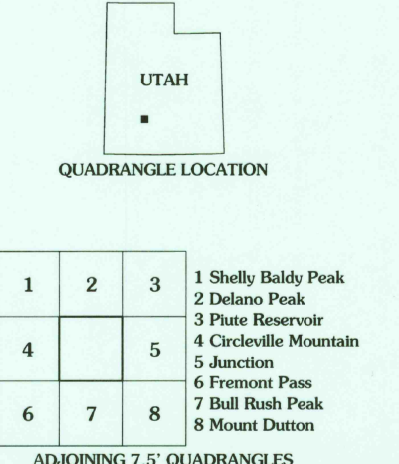 UTAH
QUADRANGLE LOCATION
1 2 3
4 5
6 7 8
1 Shelly Baldy Peak
2 Delano Peak
3 Piute Reservoir
4 Circleville Mountain
5 Junction
6 Fremont Pass
7 Bull Rush Peak
8 Mount Dutton
ADJOINING 7.5' QUADRANGLES